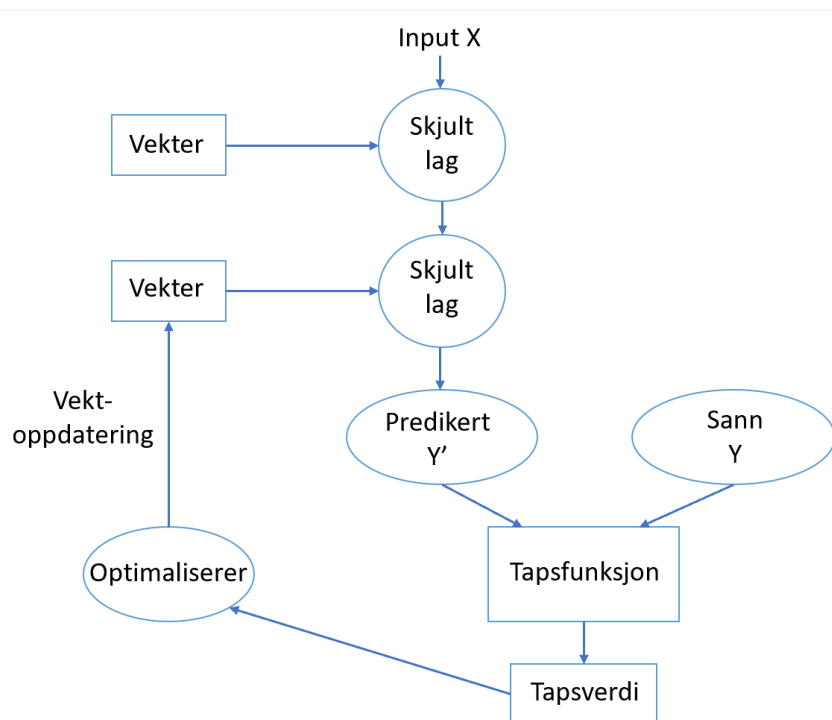 Input X
Vekter
Skjult
lag
Vekter
Skjult
lag
Vekt-
oppdatering
Predikert
Y’
Sann
Y
Optimaliserer
Tapsfunksjon
Tapsverdi